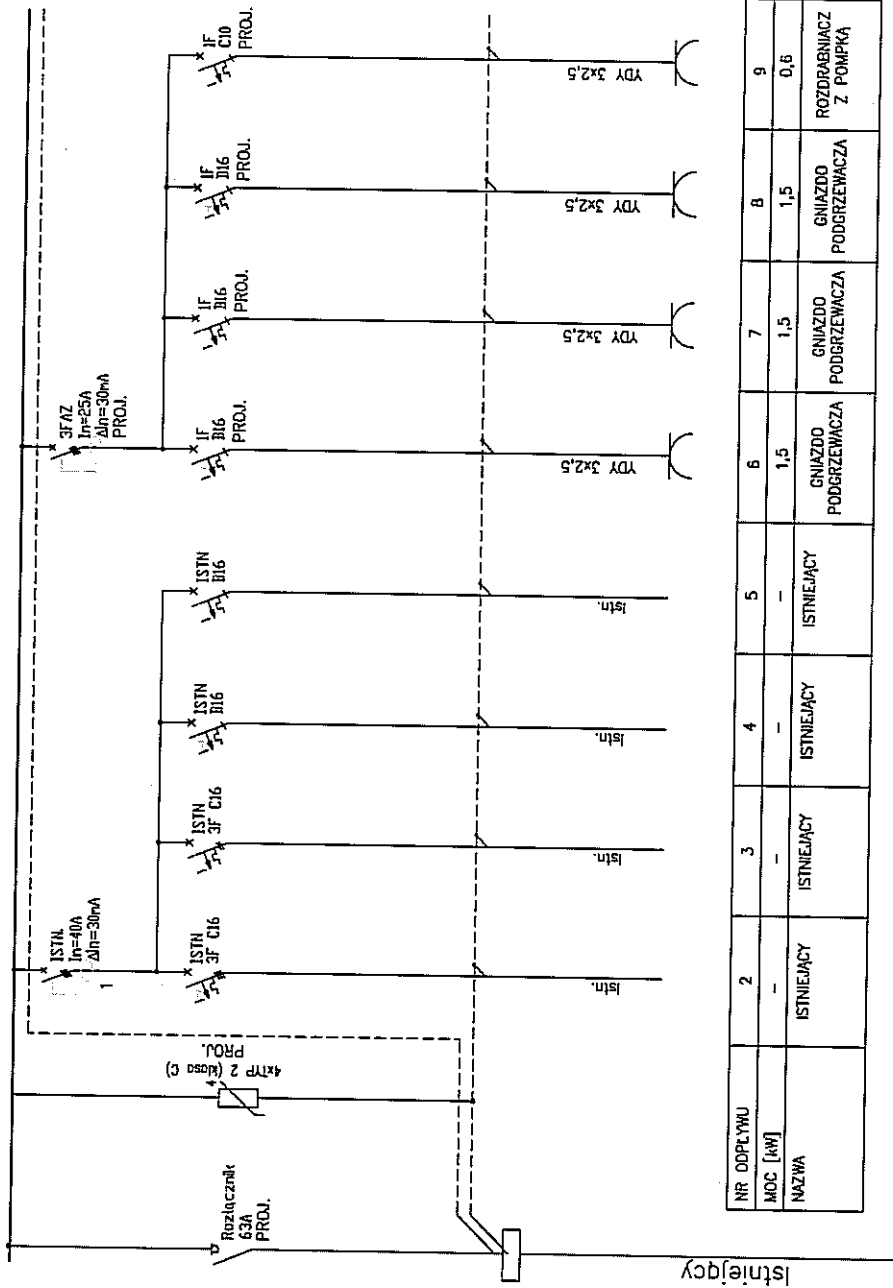 ISTN.
In=40A
ΔIn=30mA
1
3FAZ
In=25A
ΔIn=30mA
PROJ.
Rozłącznik
63A
PROJ.
4xTYP 2 (klasa C)
PROJ.
4
ISTN
3F C16
ISTN
3F C16
ISTN
B16
ISTN
B16
1F
B16
PROJ.
1F
B16
PROJ.
1F
B16
PROJ.
1F
C10
PROJ.
Istn.
Istn.
Istn.
Istn.
YDY 3x2,5
YDY 3x2,5
YDY 3x2,5
YDY 3x2,5
Istniejący
NR ODPŁYWU 2 3 4 5 6 7 8 9
MOC [kW] – – – – 1,5 1,5 1,5 0,6
NAZWA ISTNIEJĄCY ISTNIEJĄCY ISTNIEJĄCY ISTNIEJĄCY GNIAZDO PODGRZEWACZA GNIAZDO PODGRZEWACZA GNIAZDO PODGRZEWACZA ROZDRABNIACZ Z POMPKĄ